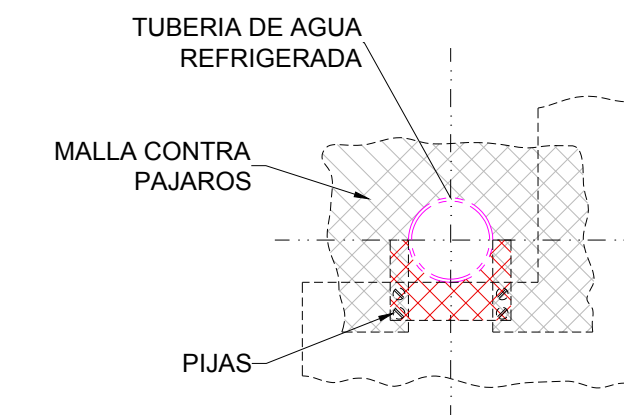 TUBERIA DE AGUA
REFRIGERADA
MALLA CONTRA
PAJAROS
PIJAS